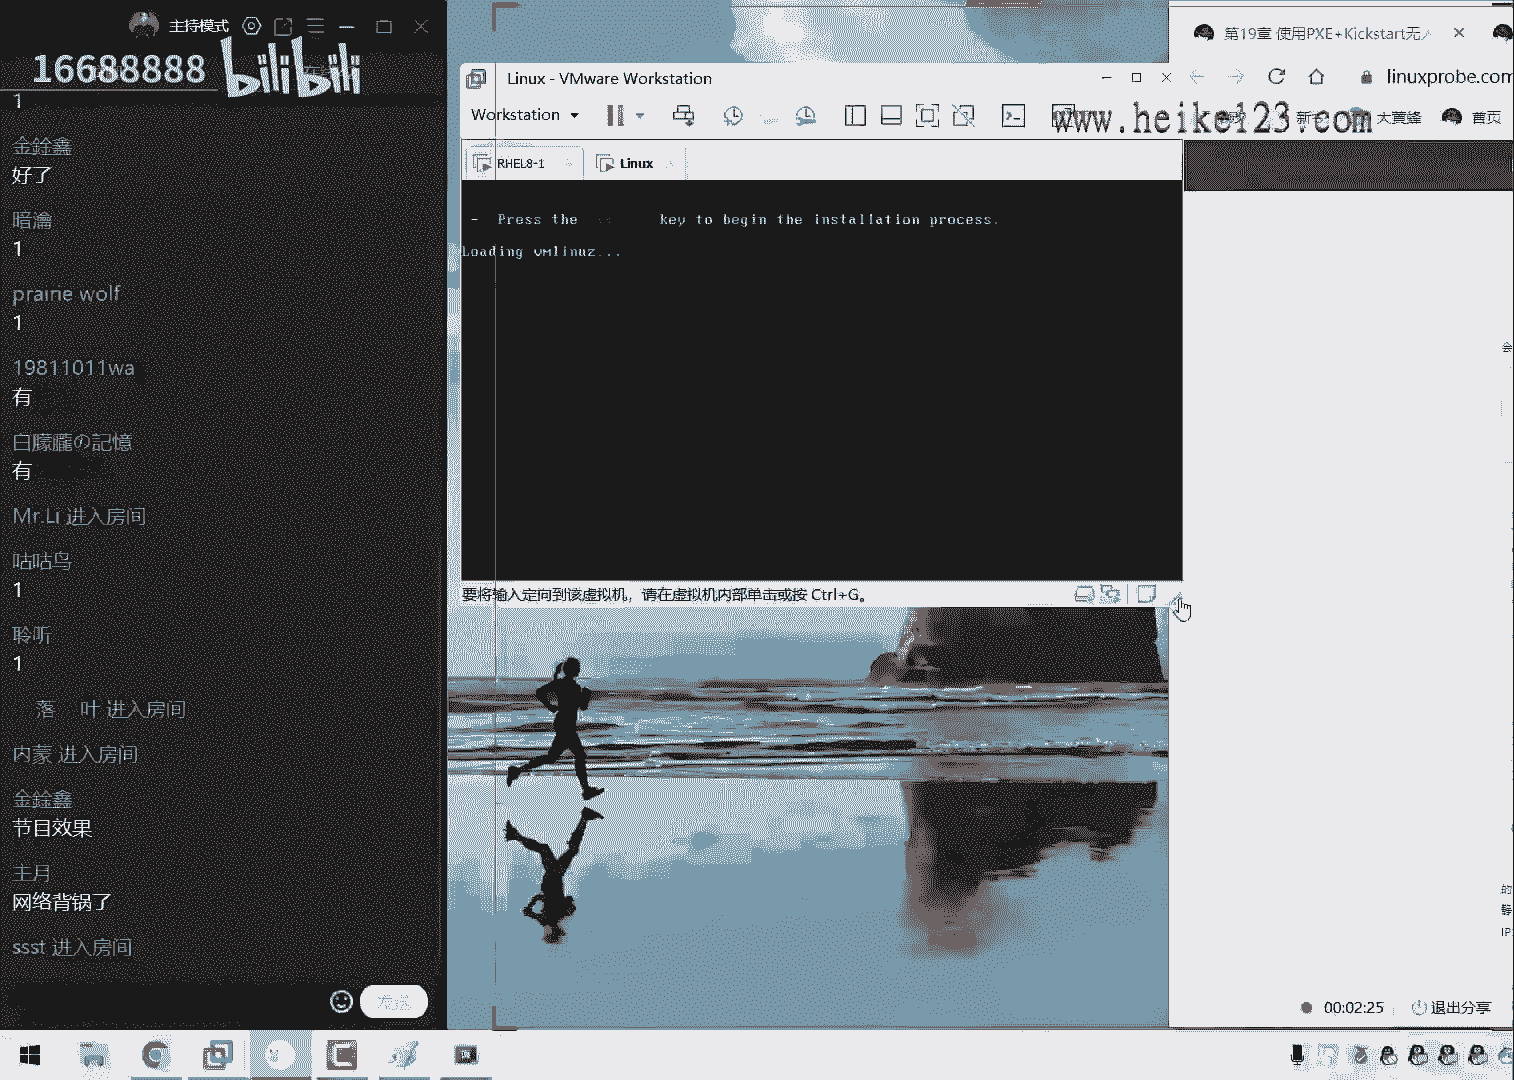 主持模式
16688888
bilibili
1
金銓鑫
好了
暗瀹
1
prairie wolf
1
19811011wa
有
白朦朧の記憶
有
Mr.Li 进入房间
咕咕鸟
1
聆听
1
落 叶 进入房间
内蒙 进入房间
金銓鑫
节目效果
主月
网络背锅了
ssst 进入房间
发送
Linux - VMware Workstation
Workstation
RHEL8-1
Linux
- Press the key to begin the installation process.
Loading vmlinuz...
要将输入定向到该虚拟机，请在虚拟机内部单击或按 Ctrl+G。
第19章 使用PXE+Kickstart无
linuxprobe.com
www.heike123.com
大黄蜂
首页
会
的
IP
00:02:25
退出分享